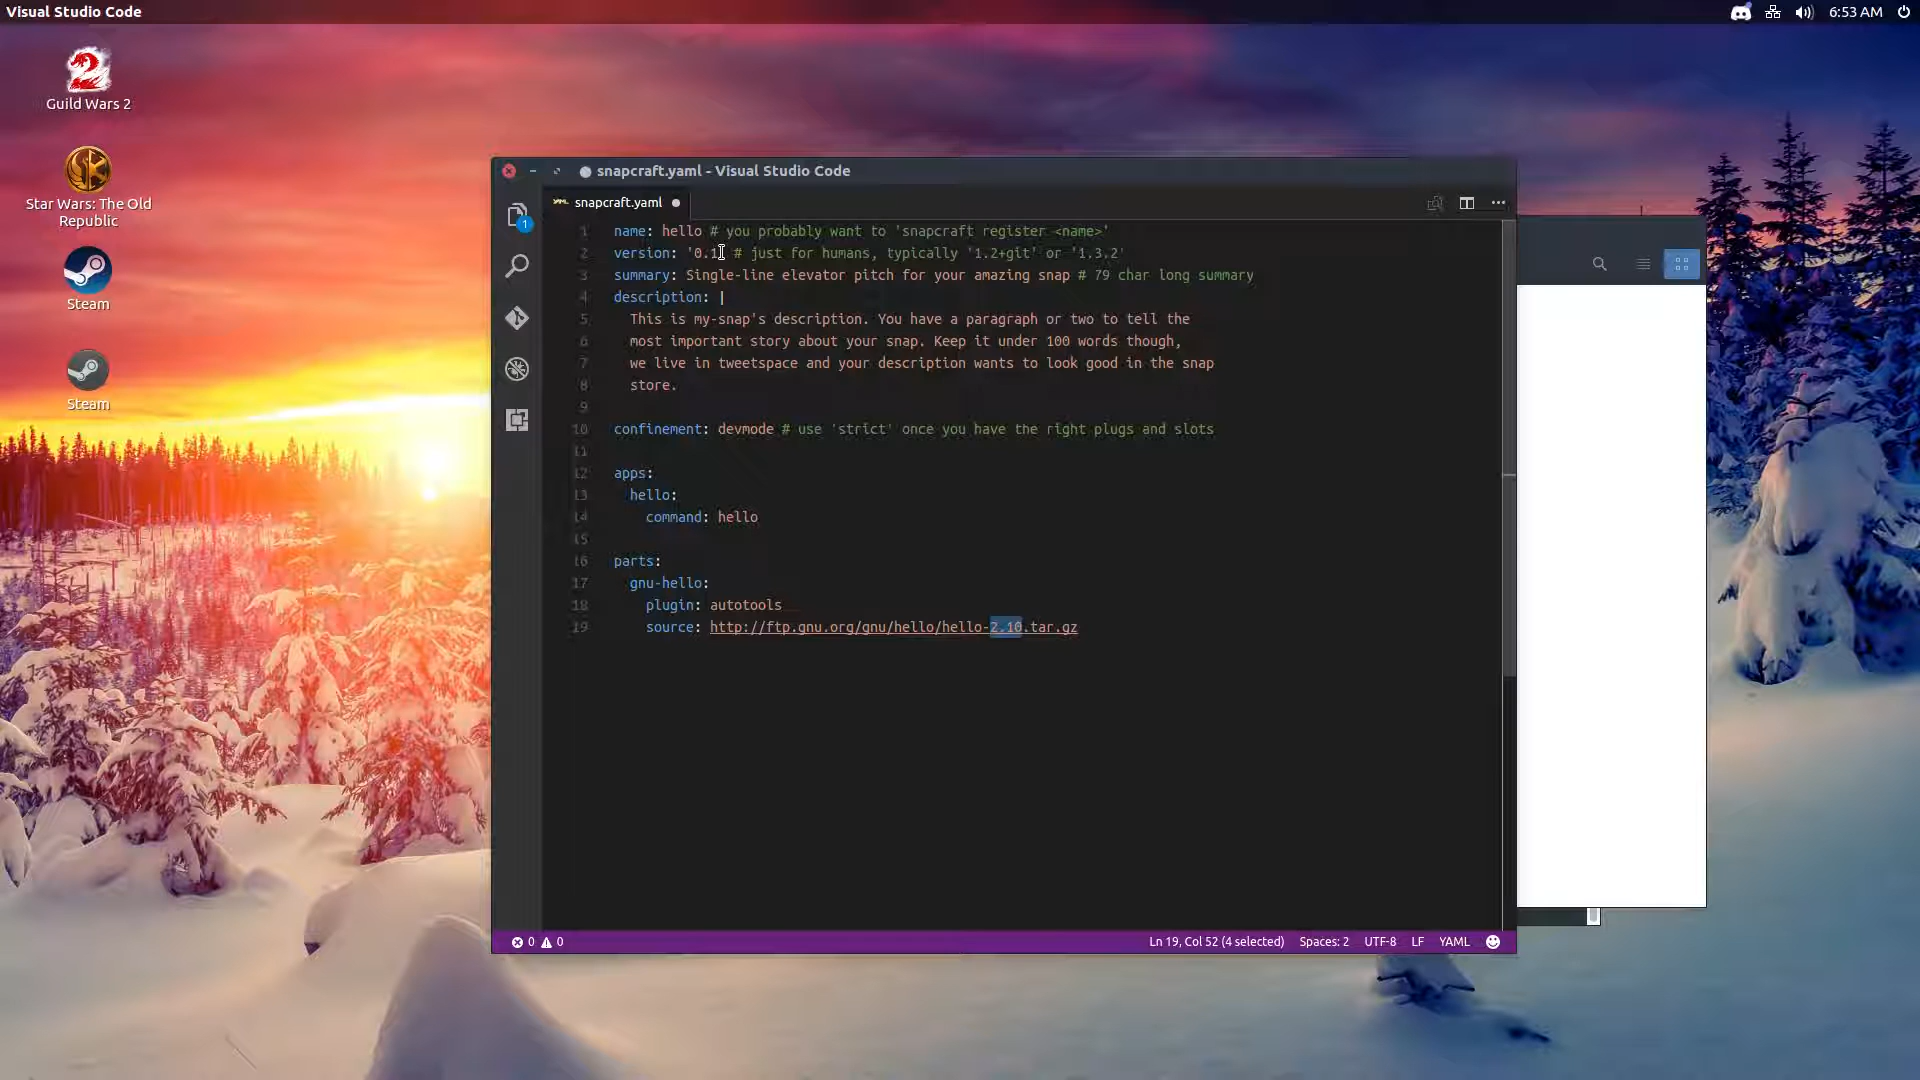 Visual Studio Code
6:53 AM
Guild Wars 2
Star Wars: The Old
Republic
Steam
Steam
snapcraft.yaml - Visual Studio Code
YAML snapcraft.yaml
1
1 name: hello # you probably want to 'snapcraft register <name>'
2 version: '0.1' # just for humans, typically '1.2+git' or '1.3.2'
3 summary: Single-line elevator pitch for your amazing snap # 79 char long summary
4 description: |
5 This is my-snap's description. You have a paragraph or two to tell the
6 most important story about your snap. Keep it under 100 words though,
7 we live in tweetspace and your description wants to look good in the snap
8 store.
9
10 confinement: devmode # use 'strict' once you have the right plugs and slots
11
12 apps:
13 hello:
14 command: hello
15
16 parts:
17 gnu-hello:
18 plugin: autotools
19 source: http://ftp.gnu.org/gnu/hello/hello-2.10.tar.gz
0 0 Ln 19, Col 52 (4 selected) Spaces: 2 UTF-8 LF YAML